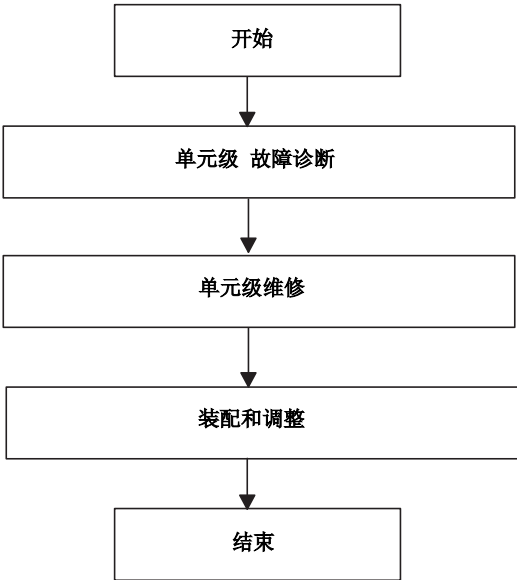 开始
单元级 故障诊断
单元级维修
装配和调整
结束